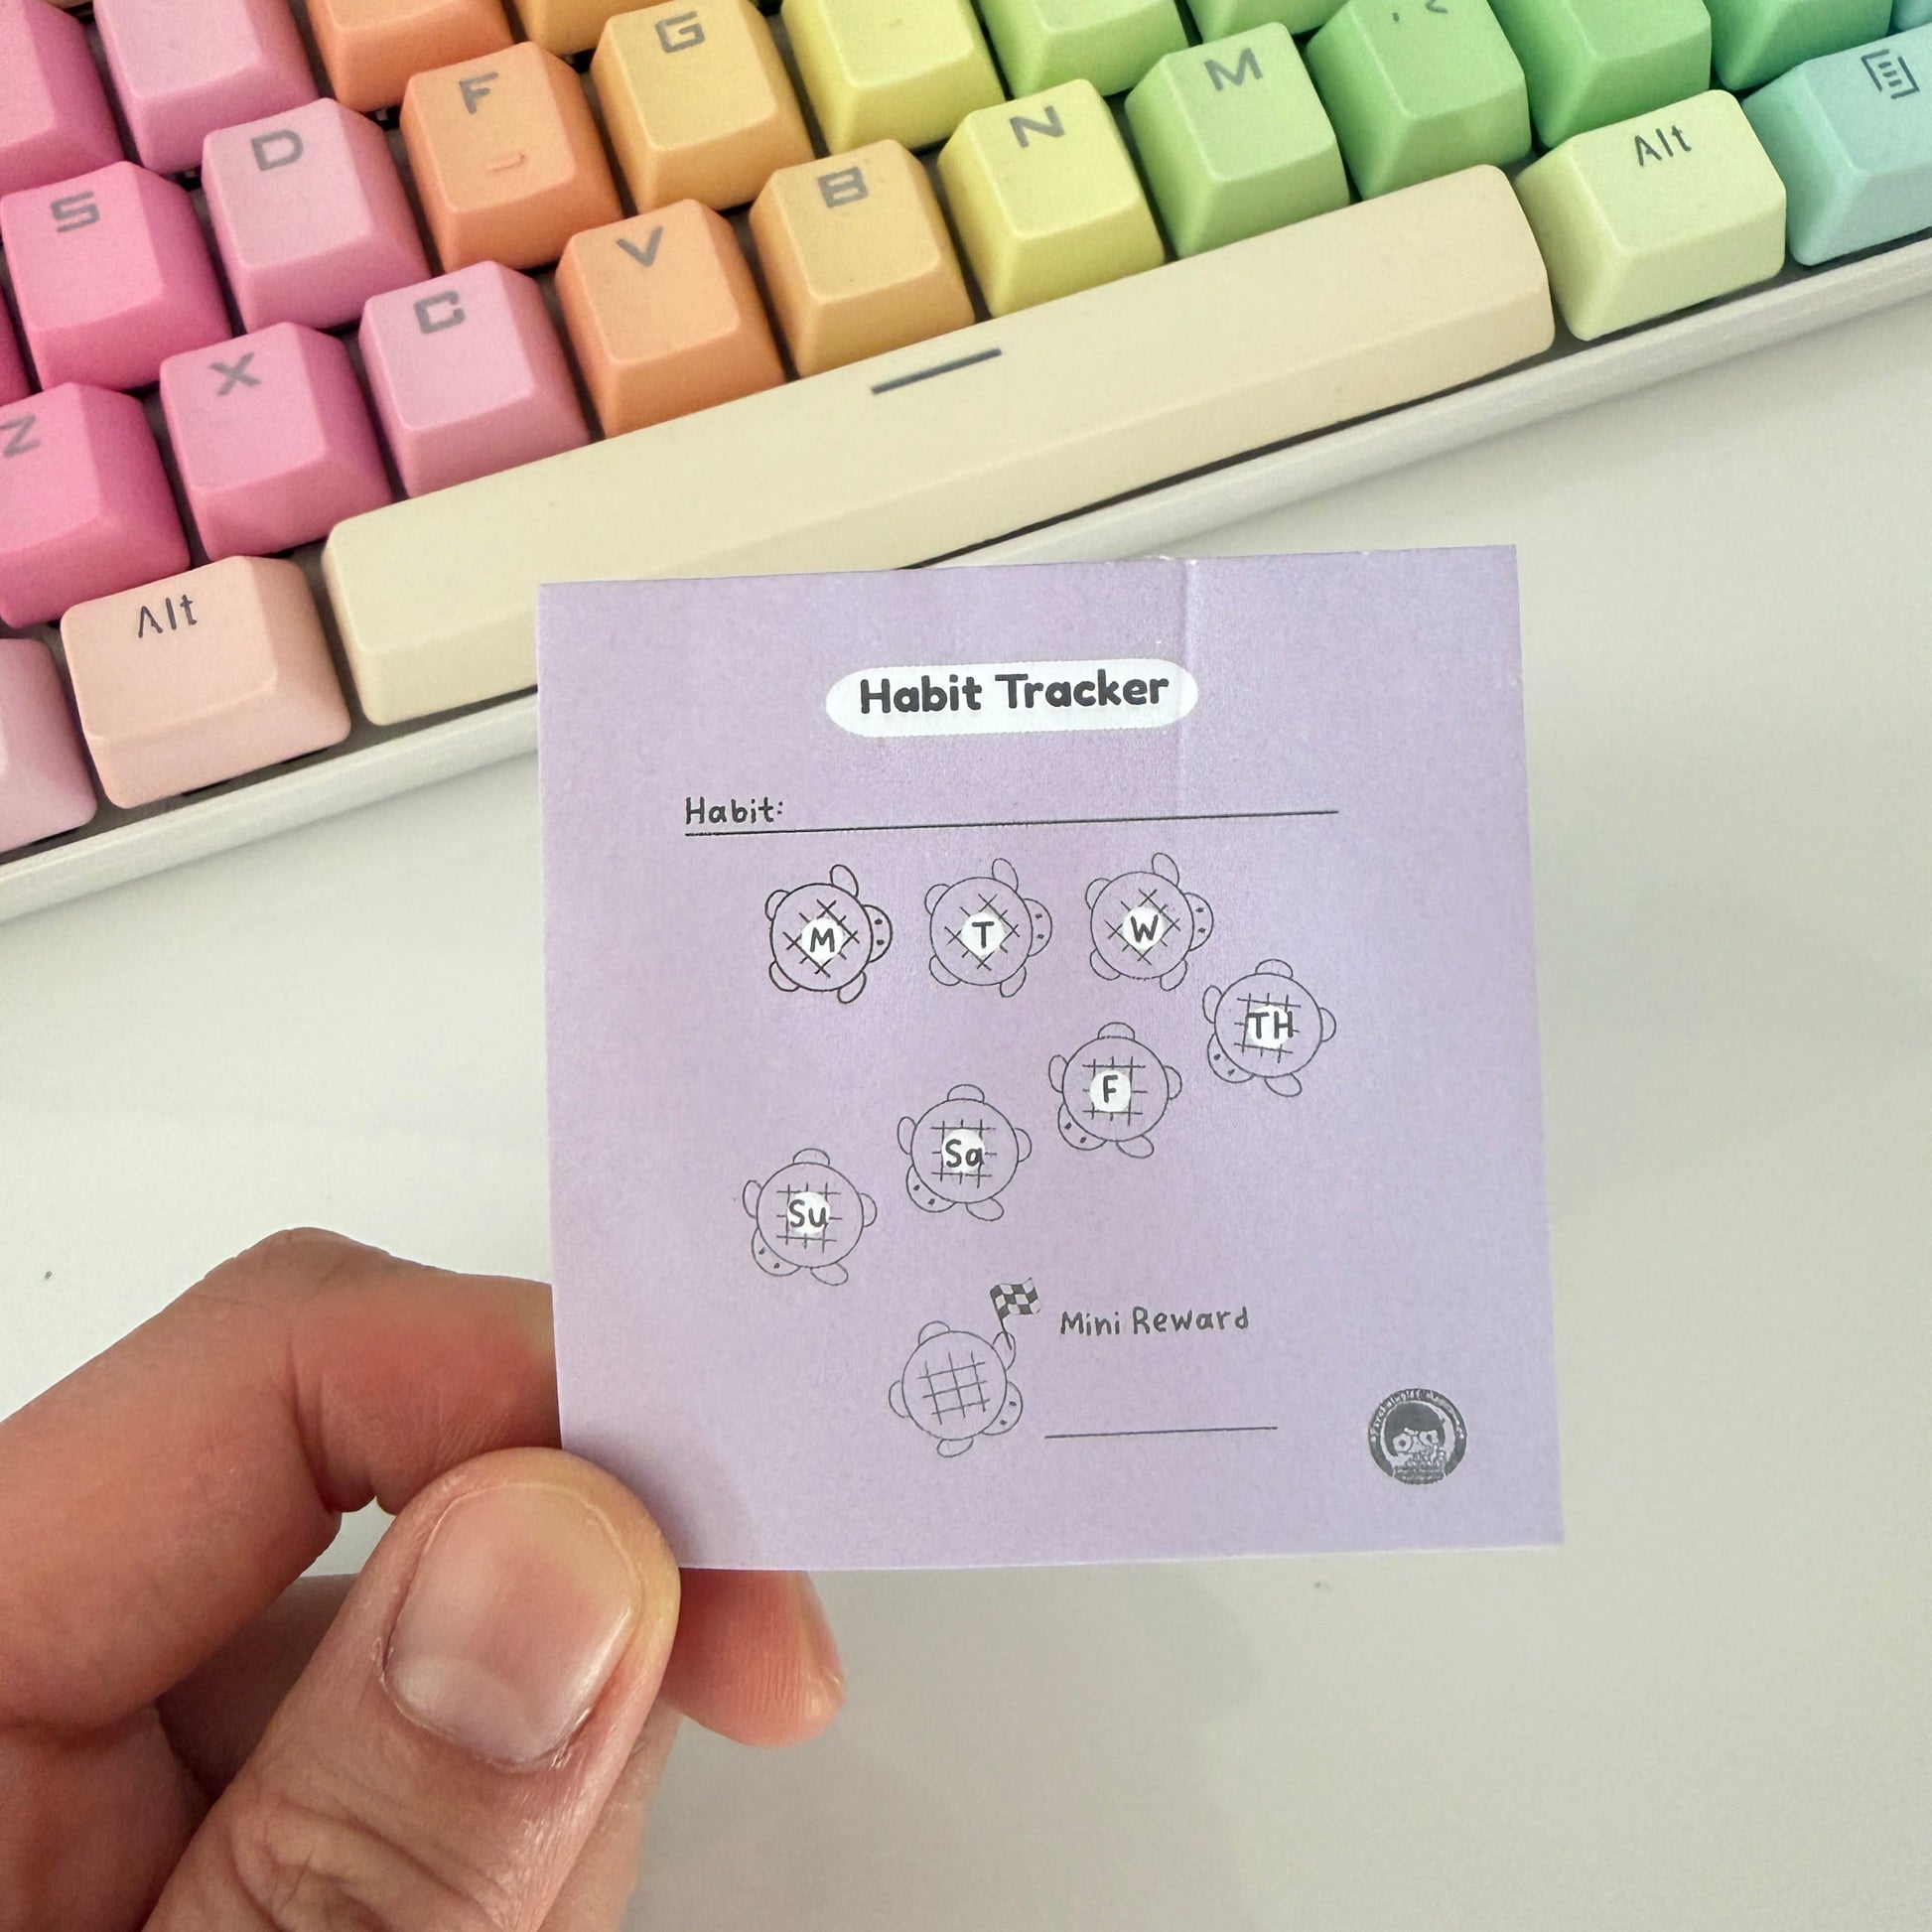 G
F
D
S
M
N
B
V
C
X
Z
Alt
Alt
Habit Tracker
Habit:
M T W
TH
F
Sa
Su
Mini Reward